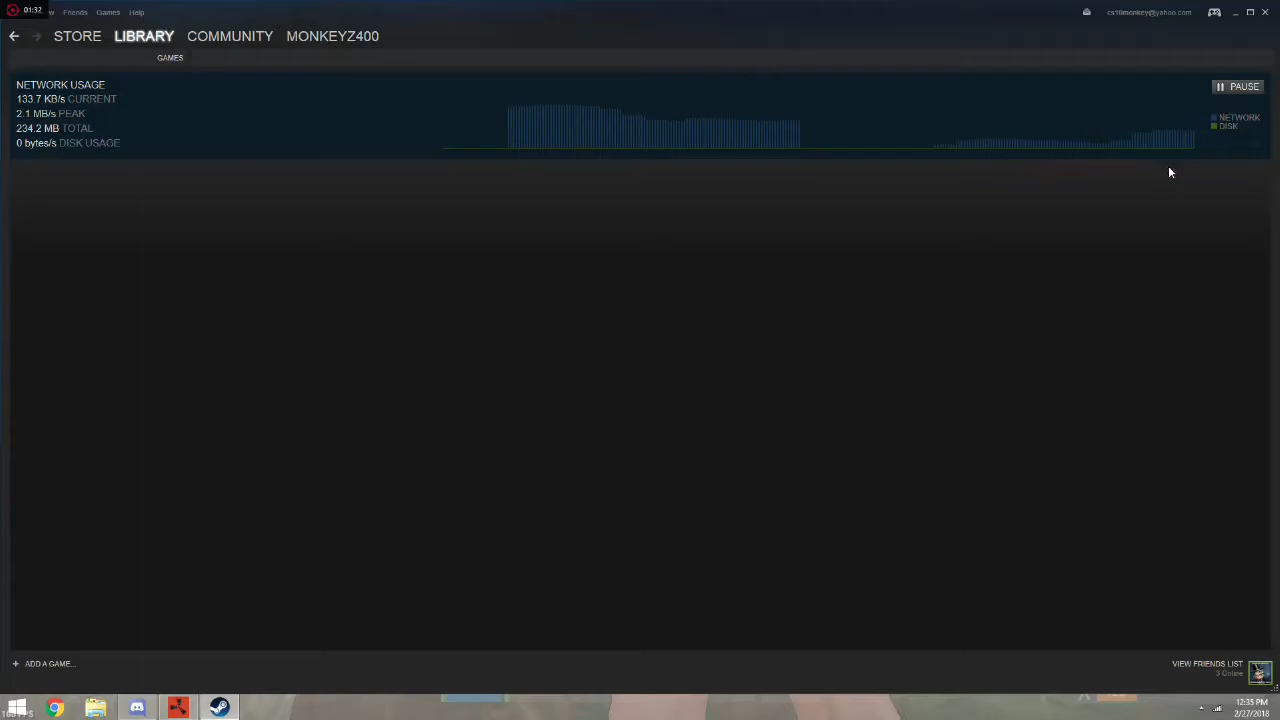 01:32
w Friends Games Help
cs10monkey@yahoo.com
STORE LIBRARY COMMUNITY MONKEYZ400
GAMES
NETWORK USAGE
133.7 KB/s CURRENT
2.1 MB/s PEAK
234.2 MB TOTAL
0 bytes/s DISK USAGE
PAUSE
NETWORK
DISK
+ ADD A GAME...
VIEW FRIENDS LIST
3 Online
12:35 PM
2/27/2018